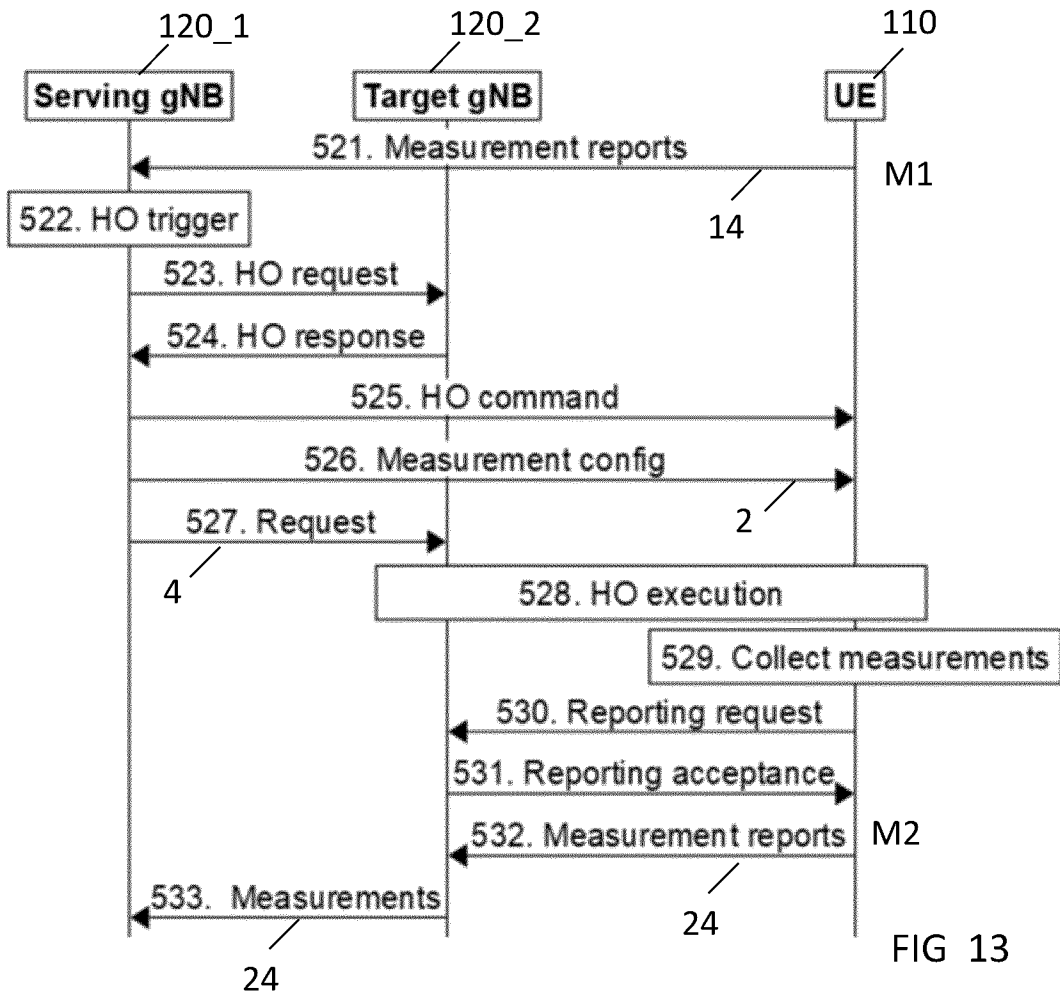 120_1
120_2
110
Serving gNB
Target gNB
UE
521. Measurement reports
M1
14
522. HO trigger
523. HO request
524. HO response
525. HO command
526. Measurement config
2
527. Request
4
528. HO execution
529. Collect measurements
530. Reporting request
531. Reporting acceptance
532. Measurement reports
M2
24
533. Measurements
24
FIG 13